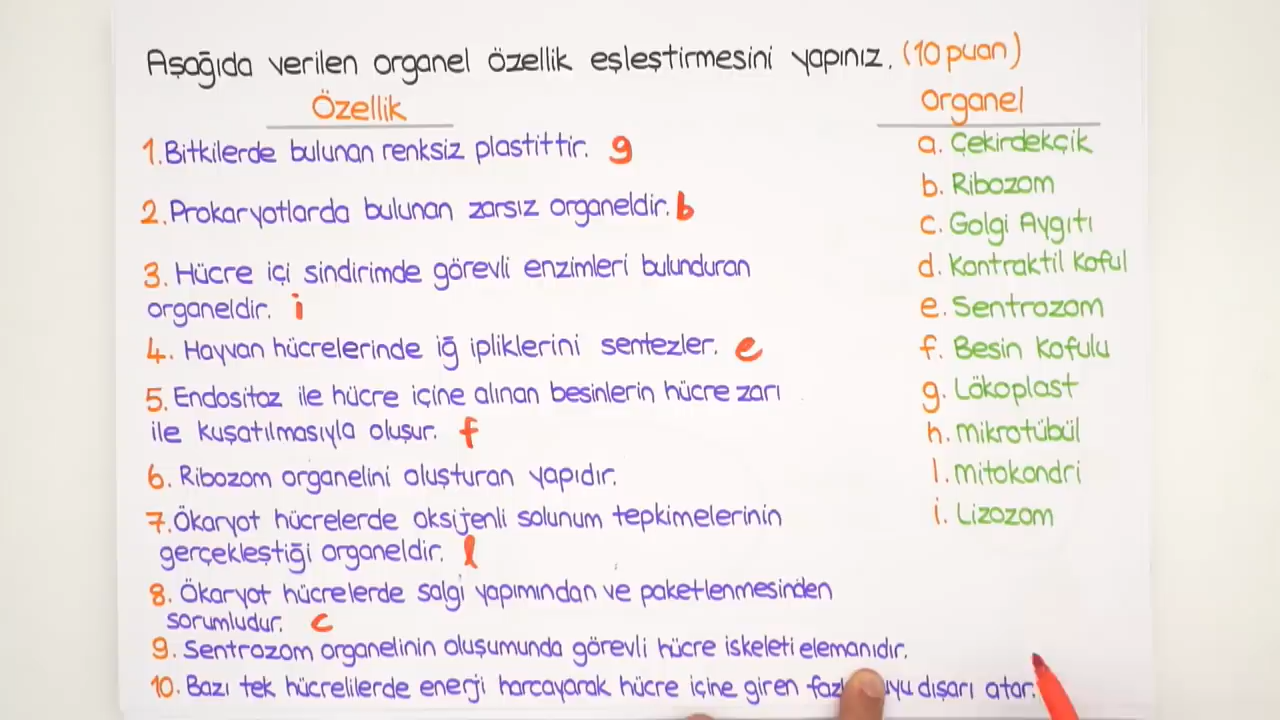 Aşağıda verilen organel özellik eşleştirmesini yapınız. (10 puan)
Özellik
Organel
1. Bitkilerde bulunan renksiz plastittir. g
2. Prokaryotlarda bulunan zarsız organeldir. b
3. Hücre içi sindirimde görevli enzimleri bulunduran
organeldir. i
4. Hayvan hücrelerinde iğ ipliklerini sentezler. e
5. Endositoz ile hücre içine alınan besinlerin hücre zarı
ile kuşatılmasıyla oluşur. f
6. Ribozom organelini oluşturan yapıdır.
7. Ökaryot hücrelerde oksijenli solunum tepkimelerinin
gerçekleştiği organeldir. l
8. Ökaryot hücrelerde salgı yapımından ve paketlenmesinden
sorumludur. c
9. Sentrozom organelinin oluşumunda görevli hücre iskeleti elemanıdır.
10. Bazı tek hücrelilerde enerji harcayarak hücre içine giren dışarı atar.
a. Çekirdekçik
b. Ribozom
c. Golgi Aygıtı
d. Kontraktil Koful
e. Sentrozom
f. Besin Kofulu
g. Lökoplast
h. Mikrotübül
l. Mitokondri
i. Lizozom